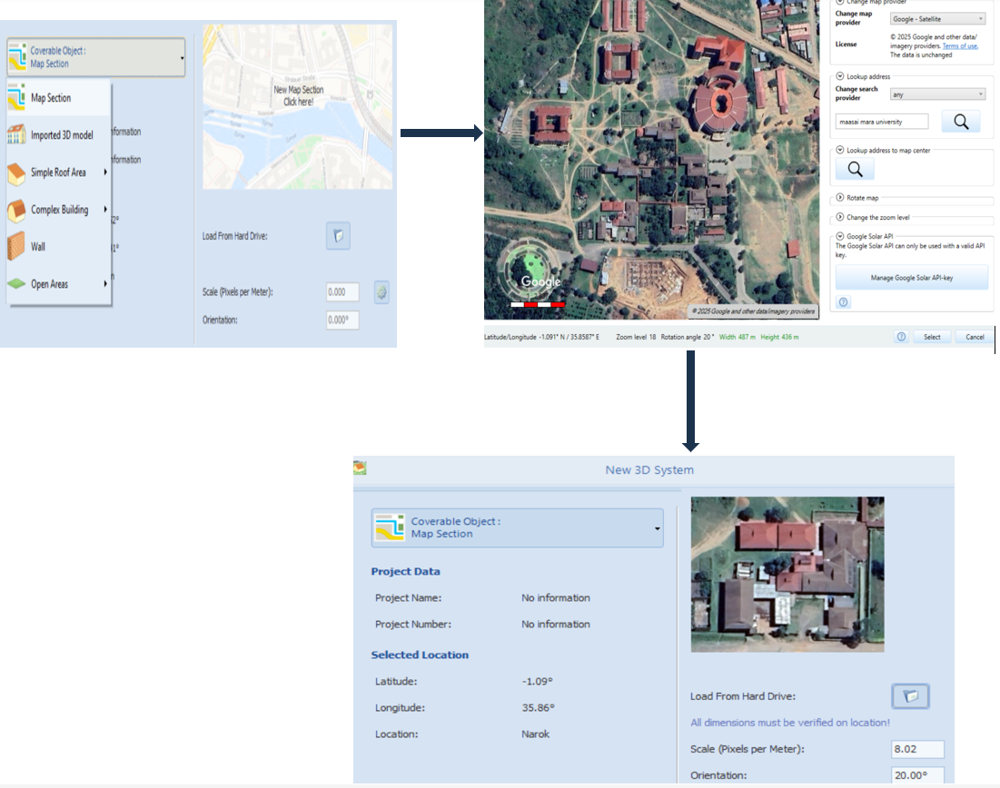 Coverable Object :
Map Section
Map Section
Imported 3D model
Simple Roof Area
Complex Building
Wall
Open Areas
formation
formation
2°
1°
New Map Section
Click here!
Load From Hard Drive:
Scale (Pixels per Meter):
0.000
Orientation:
0.000°
Google
© 2025 Google and other data/imagery providers
Change map provider
Change map
provider
Google - Satellite
License
© 2025 Google and other data/
imagery providers. Terms of use.
The data is unchanged
Lookup address
Change search
provider
any
maasai mara university
Lookup address to map center
Rotate map
Change the zoom level
Google Solar API
The Google Solar API can only be used with a valid API
key.
Manage Google Solar API-key
Latitude/Longitude -1.091° N / 35.8587° E Zoom level 18 Rotation angle 20 ° Width 487 m Height 436 m
Select
Cancel
New 3D System
Coverable Object :
Map Section
Project Data
Project Name: No information
Project Number: No information
Selected Location
Latitude: -1.09°
Longitude: 35.86°
Location: Narok
Load From Hard Drive:
All dimensions must be verified on location!
Scale (Pixels per Meter): 8.02
Orientation: 20.00°